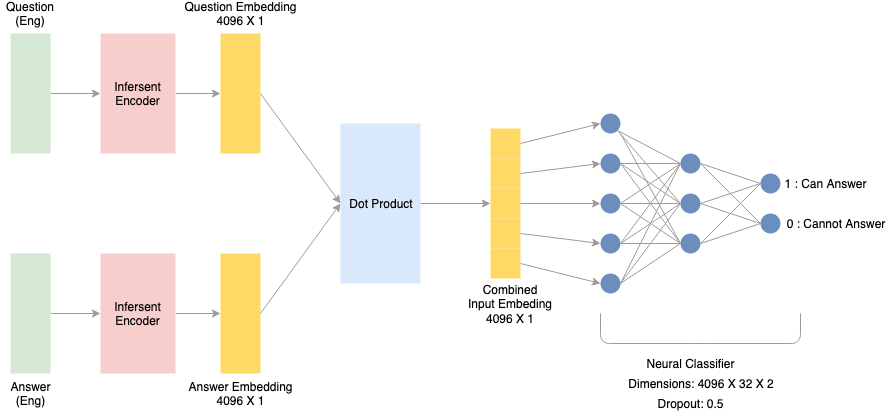 Question
(Eng)
Infersent
Encoder
Question Embedding
4096 X 1
Dot Product
Answer
(Eng)
Infersent
Encoder
Answer Embedding
4096 X 1
Combined
Input Embeding
4096 X 1
1 : Can Answer
0 : Cannot Answer
Neural Classifier
Dimensions: 4096 X 32 X 2
Dropout: 0.5